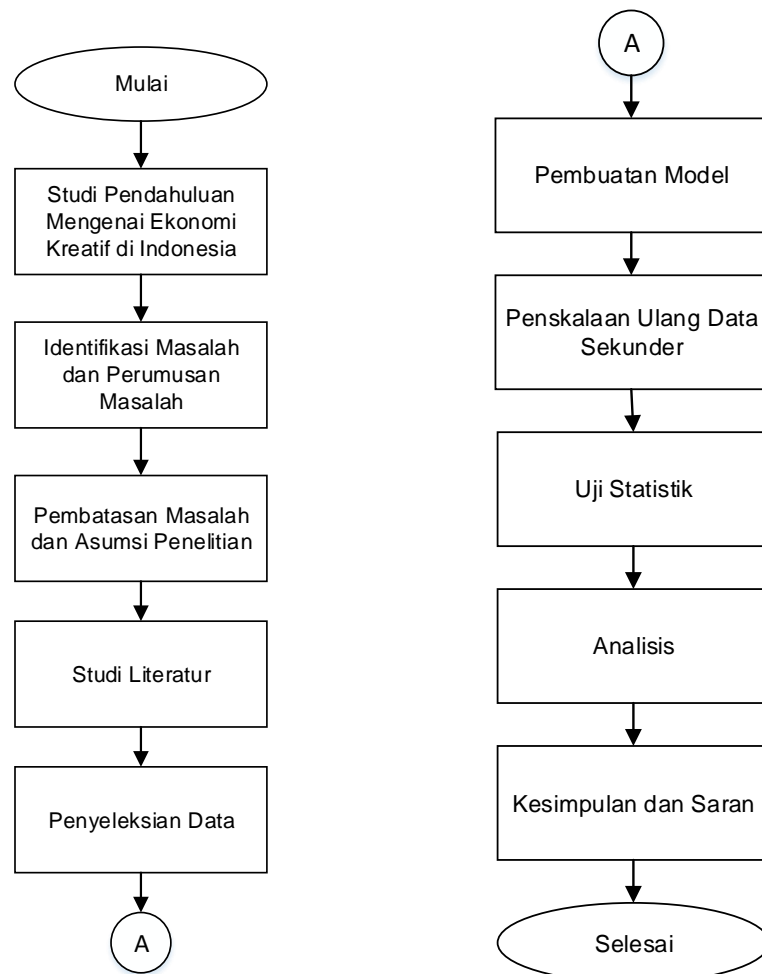 Mulai
Studi Pendahuluan
Mengenai Ekonomi
Kreatif di Indonesia
Identifikasi Masalah
dan Perumusan
Masalah
Pembatasan Masalah
dan Asumsi Penelitian
Studi Literatur
Penyeleksian Data
A
A
Pembuatan Model
Penskalaan Ulang Data
Sekunder
Uji Statistik
Analisis
Kesimpulan dan Saran
Selesai